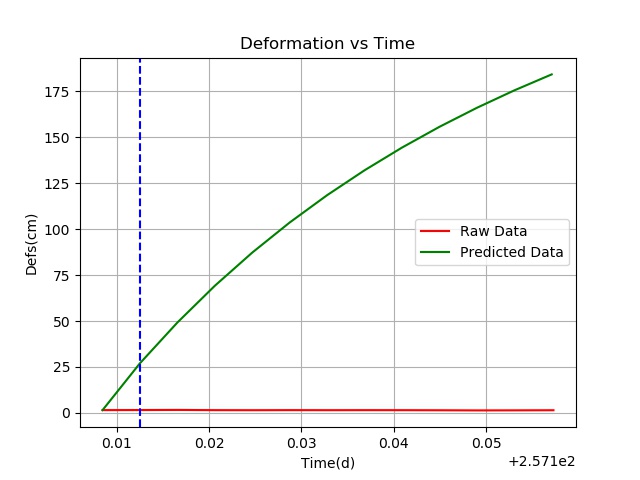 Deformation vs Time
Defs(cm)
175
150
125
100
75
50
25
0
Raw Data
Predicted Data
0.01 0.02 0.03 0.04 0.05
Time(d)
+2.571e2